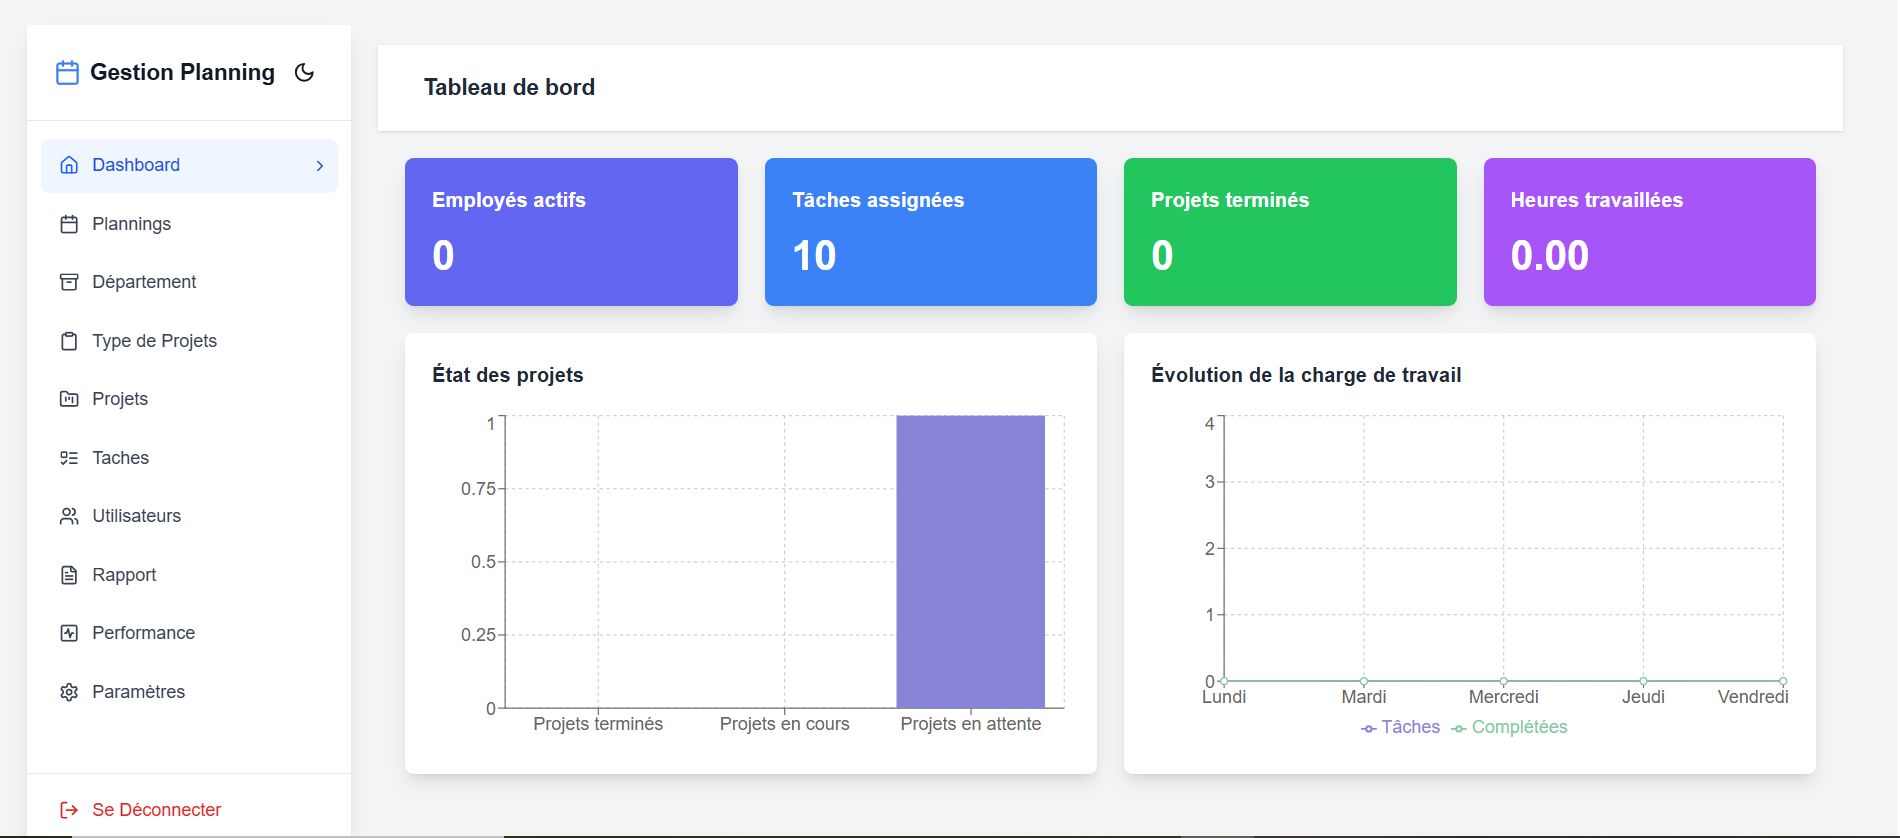 Gestion Planning
Dashboard
Plannings
Département
Type de Projets
Projets
Taches
Utilisateurs
Rapport
Performance
Paramètres
Se Déconnecter
Tableau de bord
Employés actifs
0
Tâches assignées
10
Projets terminés
0
Heures travaillées
0.00
État des projets
1
0.75
0.5
0.25
0
Projets terminés Projets en cours Projets en attente
Évolution de la charge de travail
4
3
2
1
0
Lundi Mardi Mercredi Jeudi Vendredi
Tâches Complétées